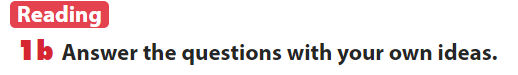 Reading
1b Answer the questions with your own ideas.